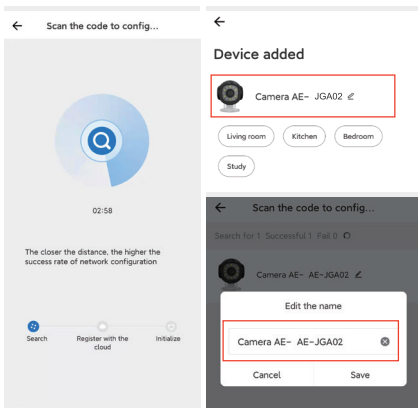 Scan the code to config...
02:58
The closer the distance, the higher the
success rate of network configuration
Search
Register with the
cloud
Initialize
Device added
Camera AE- JGA02
Living room
Kitchen
Bedroom
Study
Scan the code to config...
Search for 1 Successful 1 Fail 0
Camera AE- AE-JGA02
Edit the name
Camera AE- AE-JGA02
Cancel
Save